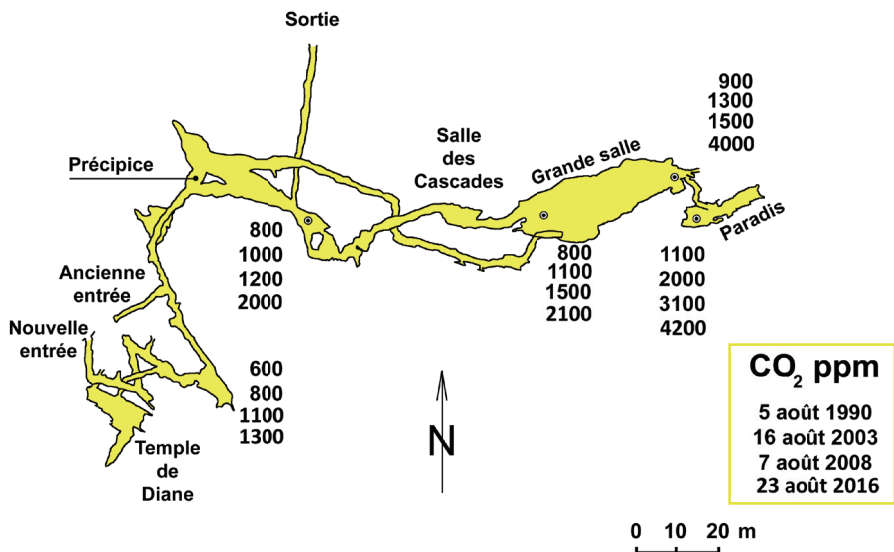 Sortie
900
1300
1500
4000
Précipice
Salle
des
Cascades
Grande salle
Paradis
800
1000
1200
2000
800
1100
1500
2100
1100
2000
3100
4200
Ancienne
entrée
Nouvelle
entrée
600
800
1100
1300
Temple
de
Diane
N
CO₂ ppm
5 août 1990
16 août 2003
7 août 2008
23 août 2016
0 10 20 m